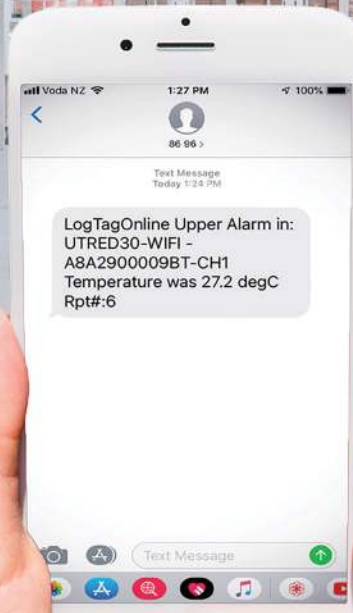 Voda NZ 1:27 PM 100%
86 96 >
Text Message
Today 1:24 PM
LogTagOnline Upper Alarm in:
UTRED30-WIFI -
A8A2900009BT-CH1
Temperature was 27.2 degC
Rpt#:6
Text Message